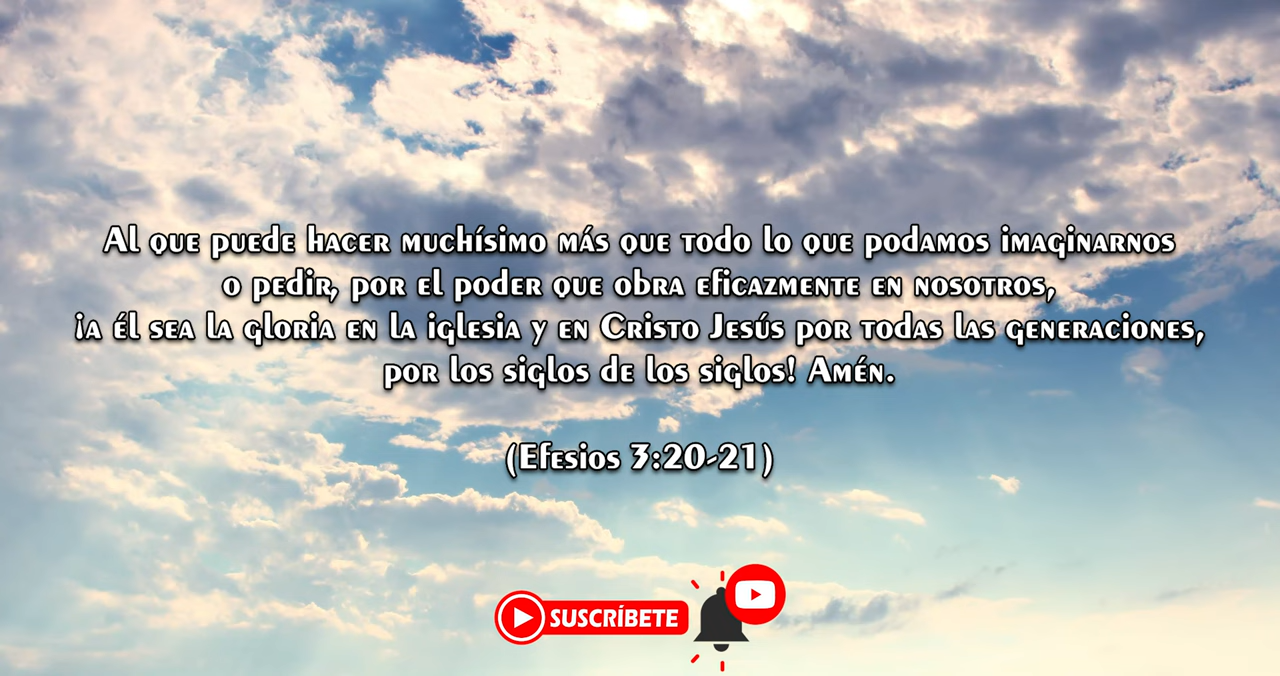 Al que puede hacer muchísimo más que todo lo que podamos imaginarnos
o pedir, por el poder que obra eficazmente en nosotros,
¡a él sea la gloria en la iglesia y en Cristo Jesús por todas las generaciones,
por los siglos de los siglos! Amén.
(Efesios 3:20-21)
SUSCRÍBETE